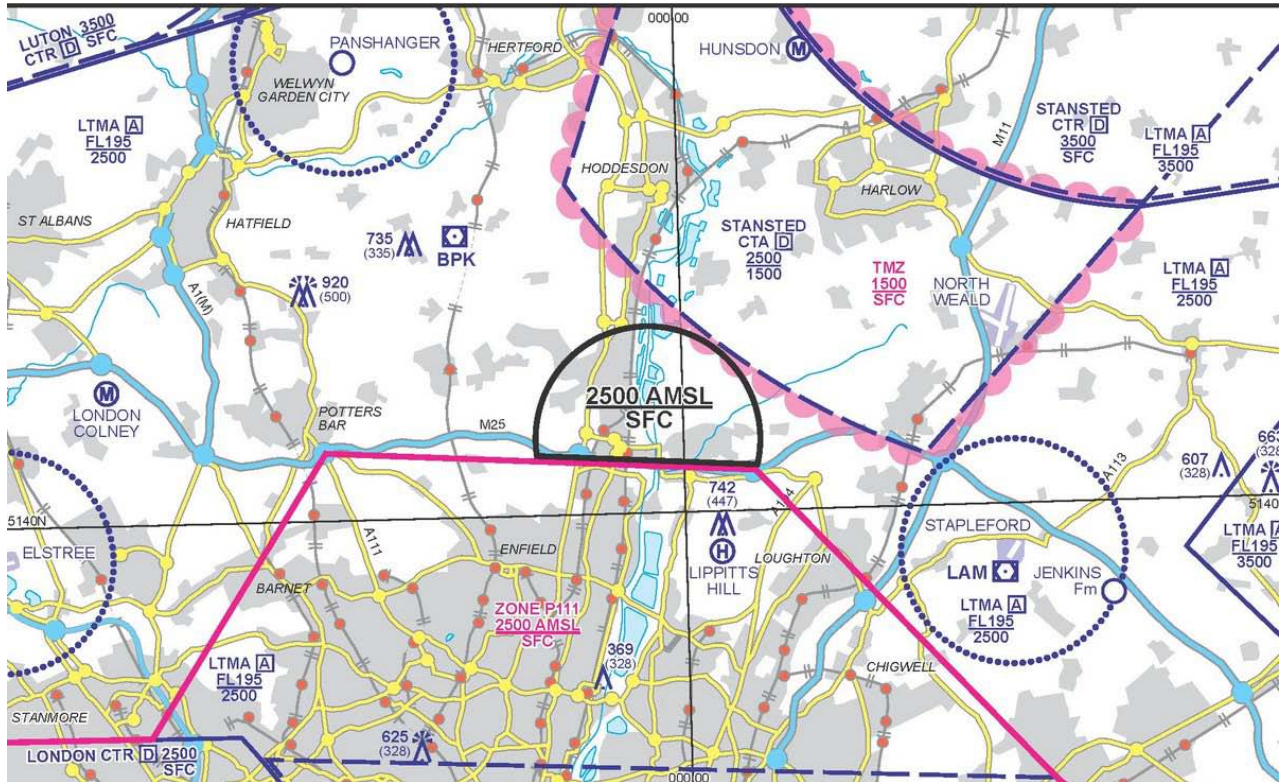 000:00
LUTON 3500
CTR D SFC
PANSHANGER
HERTFORD
HUNSDON M
WELWYN
GARDEN CITY
M11
STANSTED
CTR D
3500
SFC
LTMA A
FL195
3500
LTMA A
FL195
2500
HODDESDON
HARLOW
ST ALBANS
HATFIELD
735
(335)
BPK
STANSTED
CTA D
2500
1500
TMZ
1500
SFC
NORTH
WEALD
LTMA A
FL195
2500
920
(500)
A1(M)
M
LONDON
COLNEY
POTTERS
BAR
M25
2500 AMSL
SFC
A113
607
(328)
663
(328)
742
(447)
H
LIPPITTS
HILL
5140N
5140
ELSTREE
A111
ENFIELD
LOUGHTON
STAPLEFORD
LTMA A
FL195
3500
BARNET
LAM
JENKINS
Fm
LTMA A
FL195
2500
ZONE P111
2500 AMSL
SFC
369
(328)
LTMA A
FL195
2500
CHIGWELL
STANMORE
625
(328)
LONDON CTR D 2500
SFC
000:00